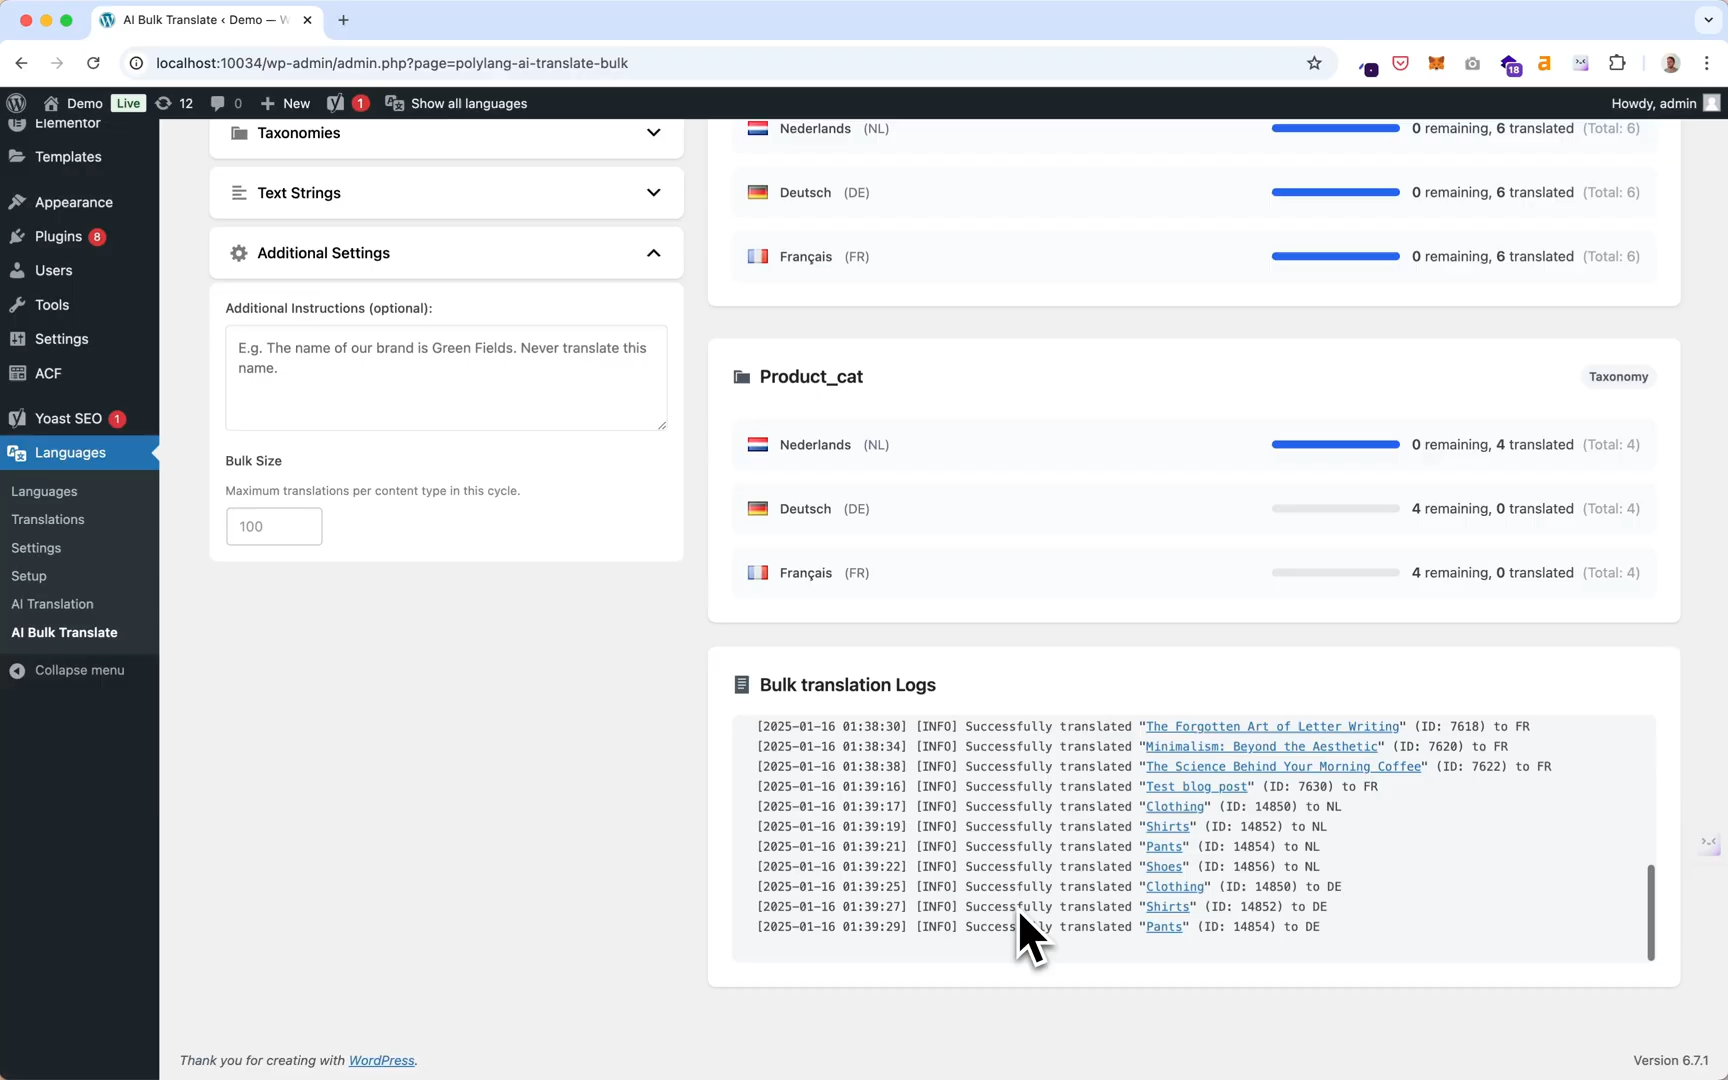 AI Bulk Translate ‹ Demo — W
localhost:10034/wp-admin/admin.php?page=polylang-ai-translate-bulk
18
Demo Live 12 0 New 1 Show all languages Howdy, admin
Elementor
Templates
Appearance
Plugins 8
Users
Tools
Settings
ACF
Yoast SEO 1
Languages
Languages
Translations
Settings
Setup
AI Translation
AI Bulk Translate
Collapse menu
Taxonomies
Text Strings
Additional Settings
Additional Instructions (optional):
E.g. The name of our brand is Green Fields. Never translate this
name.
Bulk Size
Maximum translations per content type in this cycle.
100
Nederlands (NL) 0 remaining, 6 translated (Total: 6)
Deutsch (DE) 0 remaining, 6 translated (Total: 6)
Français (FR) 0 remaining, 6 translated (Total: 6)
Product_cat Taxonomy
Nederlands (NL) 0 remaining, 4 translated (Total: 4)
Deutsch (DE) 4 remaining, 0 translated (Total: 4)
Français (FR) 4 remaining, 0 translated (Total: 4)
Bulk translation Logs
[2025-01-16 01:38:30] [INFO] Successfully translated "The Forgotten Art of Letter Writing" (ID: 7618) to FR
[2025-01-16 01:38:34] [INFO] Successfully translated "Minimalism: Beyond the Aesthetic" (ID: 7620) to FR
[2025-01-16 01:38:38] [INFO] Successfully translated "The Science Behind Your Morning Coffee" (ID: 7622) to FR
[2025-01-16 01:39:16] [INFO] Successfully translated "Test blog post" (ID: 7630) to FR
[2025-01-16 01:39:17] [INFO] Successfully translated "Clothing" (ID: 14850) to NL
[2025-01-16 01:39:19] [INFO] Successfully translated "Shirts" (ID: 14852) to NL
[2025-01-16 01:39:21] [INFO] Successfully translated "Pants" (ID: 14854) to NL
[2025-01-16 01:39:22] [INFO] Successfully translated "Shoes" (ID: 14856) to NL
[2025-01-16 01:39:25] [INFO] Successfully translated "Clothing" (ID: 14850) to DE
[2025-01-16 01:39:27] [INFO] Successfully translated "Shirts" (ID: 14852) to DE
[2025-01-16 01:39:29] [INFO] Successfully translated "Pants" (ID: 14854) to DE
Thank you for creating with WordPress. Version 6.7.1